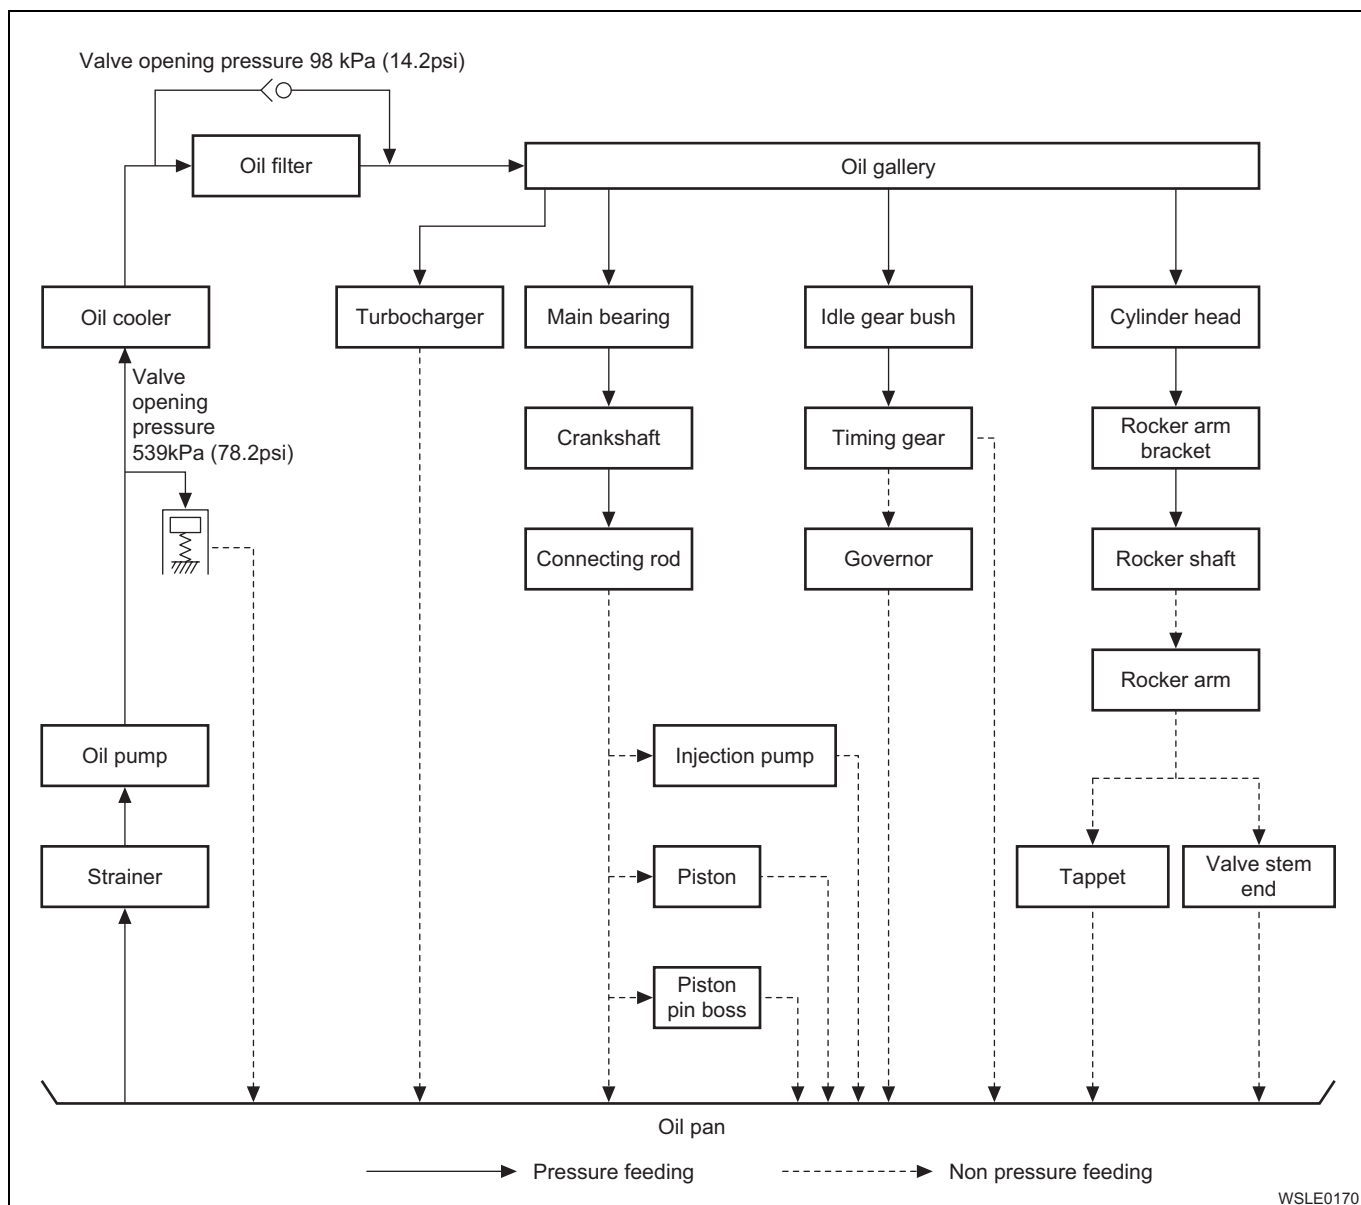 Valve opening pressure 98 kPa (14.2psi)
Oil filter
Oil gallery
Oil cooler
Turbocharger
Main bearing
Idle gear bush
Cylinder head
Valve
opening
pressure
539kPa (78.2psi)
Crankshaft
Timing gear
Rocker arm
bracket
Connecting rod
Governor
Rocker shaft
Rocker arm
Oil pump
Injection pump
Strainer
Piston
Tappet
Valve stem
end
Piston
pin boss
Oil pan
Pressure feeding
Non pressure feeding
WSLE0170